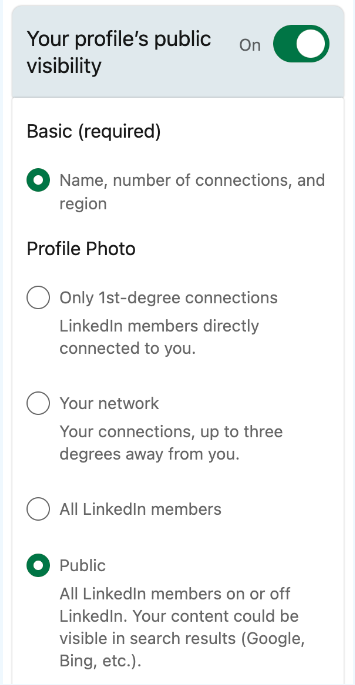 Your profile's public
visibility
On
Basic (required)
Name, number of connections, and
region
Profile Photo
Only 1st-degree connections
LinkedIn members directly
connected to you.
Your network
Your connections, up to three
degrees away from you.
All LinkedIn members
Public
All LinkedIn members on or off
LinkedIn. Your content could be
visible in search results (Google,
Bing, etc.).